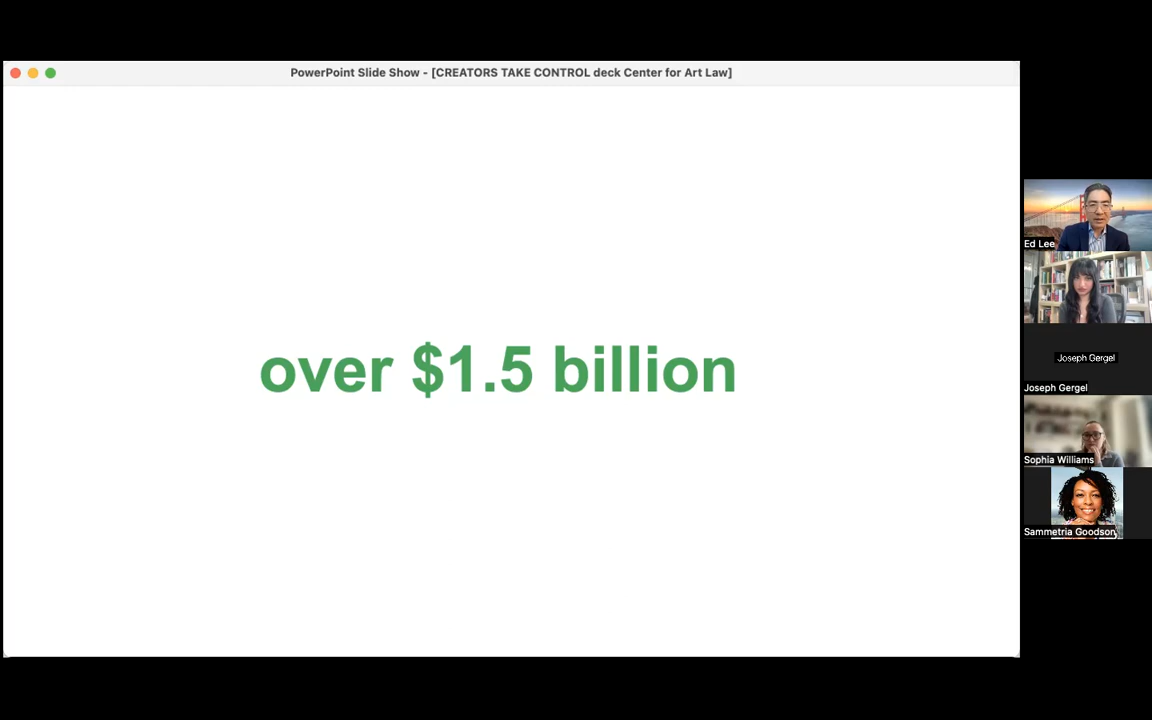 PowerPoint Slide Show - [CREATORS TAKE CONTROL deck Center for Art Law]
over $1.5 billion
Ed Lee
Joseph Gergel
Joseph Gergel
Sophia Williams
Sammetria Goodson